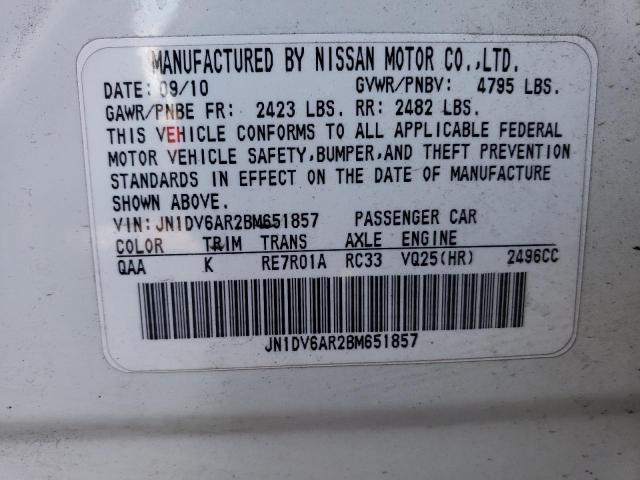 MANUFACTURED BY NISSAN MOTOR CO.,LTD.
DATE: 09/10 GVWR/PNBV: 4795 LBS.
GAWR/PNBE FR: 2423 LBS. RR: 2482 LBS.
THIS VEHICLE CONFORMS TO ALL APPLICABLE FEDERAL
MOTOR VEHICLE SAFETY,BUMPER,AND THEFT PREVENTION
STANDARDS IN EFFECT ON THE DATE OF MANUFACTURE
SHOWN ABOVE.
VIN:JN1DV6AR2BM651857 PASSENGER CAR
COLOR TRIM TRANS AXLE ENGINE
QAA K RE7R01A RC33 VQ25(HR) 2496CC
JN1DV6AR2BM651857